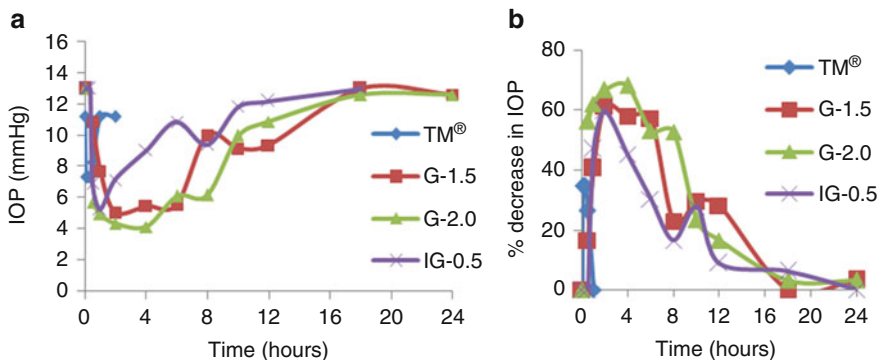 a
IOP (mmHg)
16
14
12
10
8
6
4
2
0
0 4 8 12 16 20 24
Time (hours)
TM®
G-1.5
G-2.0
IG-0.5
b
% decrease in IOP
80
60
40
20
0
0 4 8 12 16 20 24
Time (hours)
TM®
G-1.5
G-2.0
IG-0.5